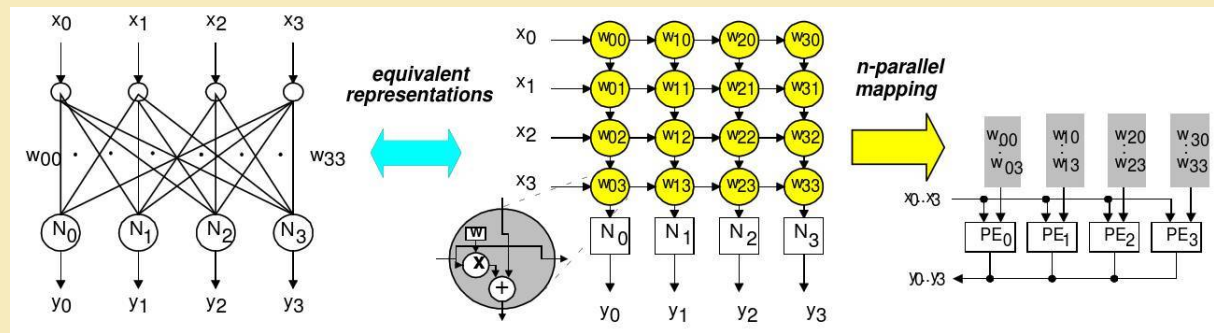 x0 x1 x2 x3
w00 . . . . . . w33
N0 N1 N2 N3
y0 y1 y2 y3
equivalent
representations
x0 w00 w10 w20 w30
x1 w01 w11 w21 w31
x2 w02 w12 w22 w32
x3 w03 w13 w23 w33
w
x
+
N0 N1 N2 N3
y0 y1 y2 y3
n-parallel
mapping
w00 w10 w20 w30
: : : :
w03 w13 w23 w33
x0..x3
PE0 PE1 PE2 PE3
y0..y3